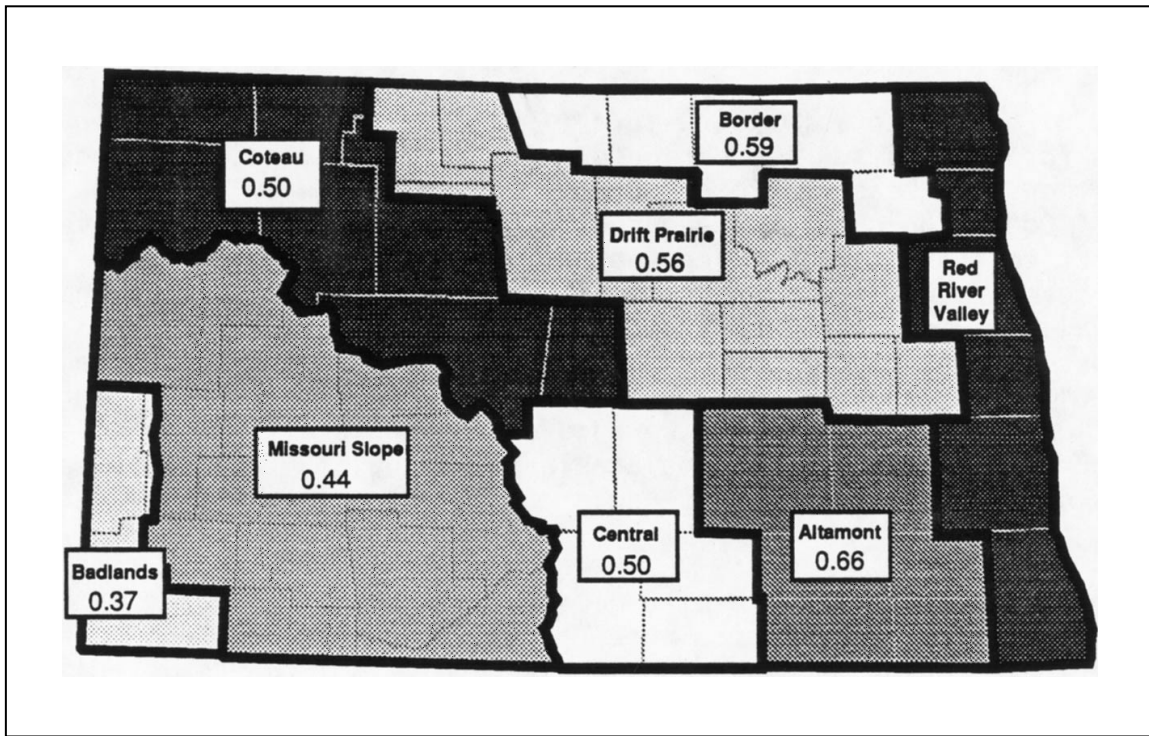 Border
0.59
Coteau
0.50
Drift Prairie
0.56
Red
River
Valley
Missouri Slope
0.44
Central
0.50
Altamont
0.66
Badlands
0.37